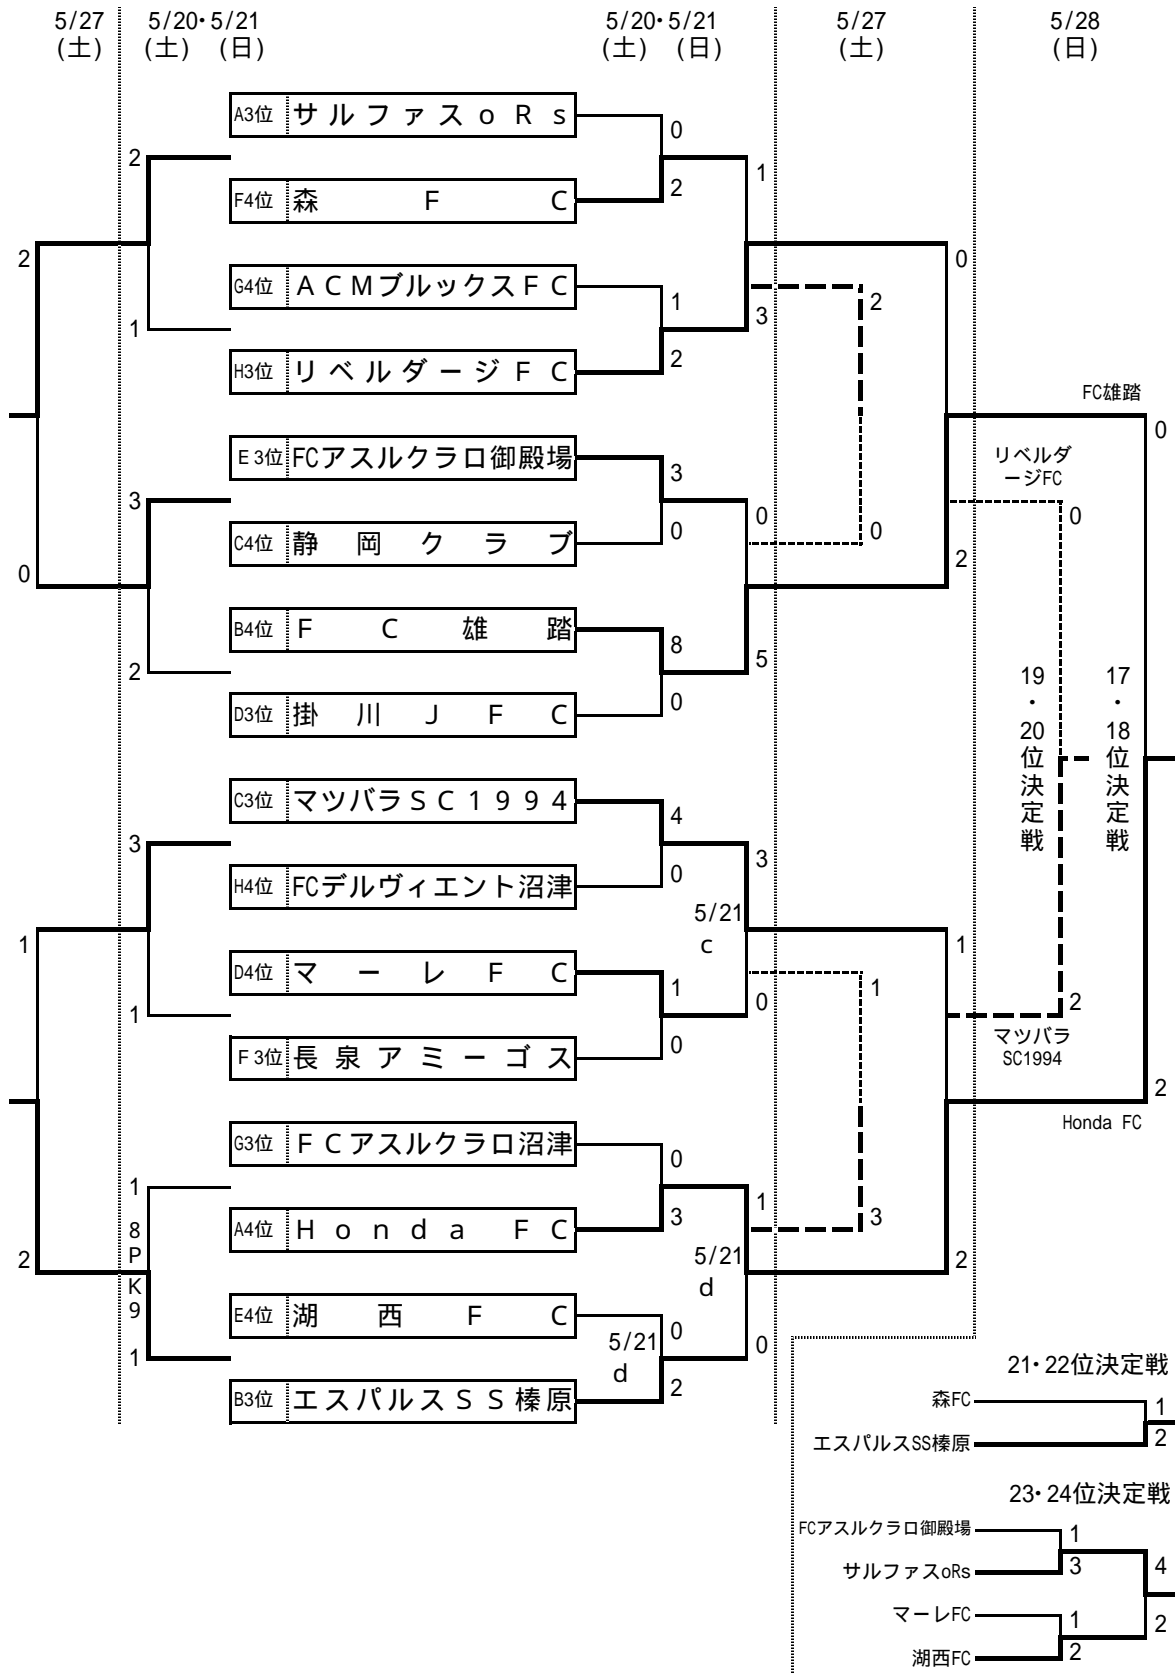 5/27 5/20・5/21 5/20・5/21 5/27 5/28
(土) (土) (日) (土) (日) (土) (日)
A3位 サルファスoRs
0
2 1
2
F4位 森FC
2 0
G4位 ACMブルックスFC
1 2
1 3
2
H3位 リベルダージFC
FC雄踏
0
E3位 FCアスルクラロ御殿場
リベルダ
ージFC
3
3 0 0
C4位 静岡クラブ
0 0
0 2
B4位 FC雄踏
8
2 5
0
D3位 掛川JFC
19・20位決定戦
17・18位決定戦
C3位 マツバラSC1994
4
3 3
0
H4位 FCデルヴィエント沼津
5/21
c
1 1
D4位 マーレFC
1 1
1 0 2
0
F3位 長泉アミーゴス
マツバラ
SC1994
2
Honda FC
G3位 FCアスルクラロ沼津
0
1 1
3 3
A4位 Honda FC
8PK9
5/21
d
2 2
E4位 湖西FC
0
5/21
d
1 0
2
B3位 エスパルスSS榛原
21・22位決定戦
森FC 1
エスパルスSS榛原 2
23・24位決定戦
FCアスルクラロ御殿場 1
サルファスoRs 3 4
マーレFC 1 2
湖西FC 2